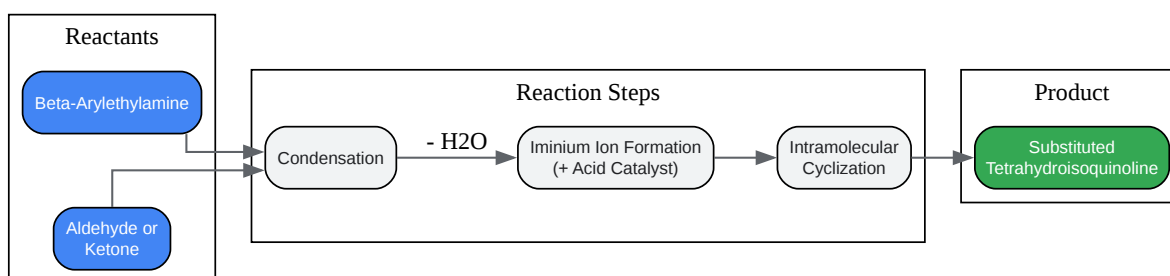 Reactants
Beta-Arylethylamine
Aldehyde or
Ketone
Reaction Steps
Condensation
- H2O
Iminium Ion Formation
(+ Acid Catalyst)
Intramolecular
Cyclization
Product
Substituted
Tetrahydroisoquinoline